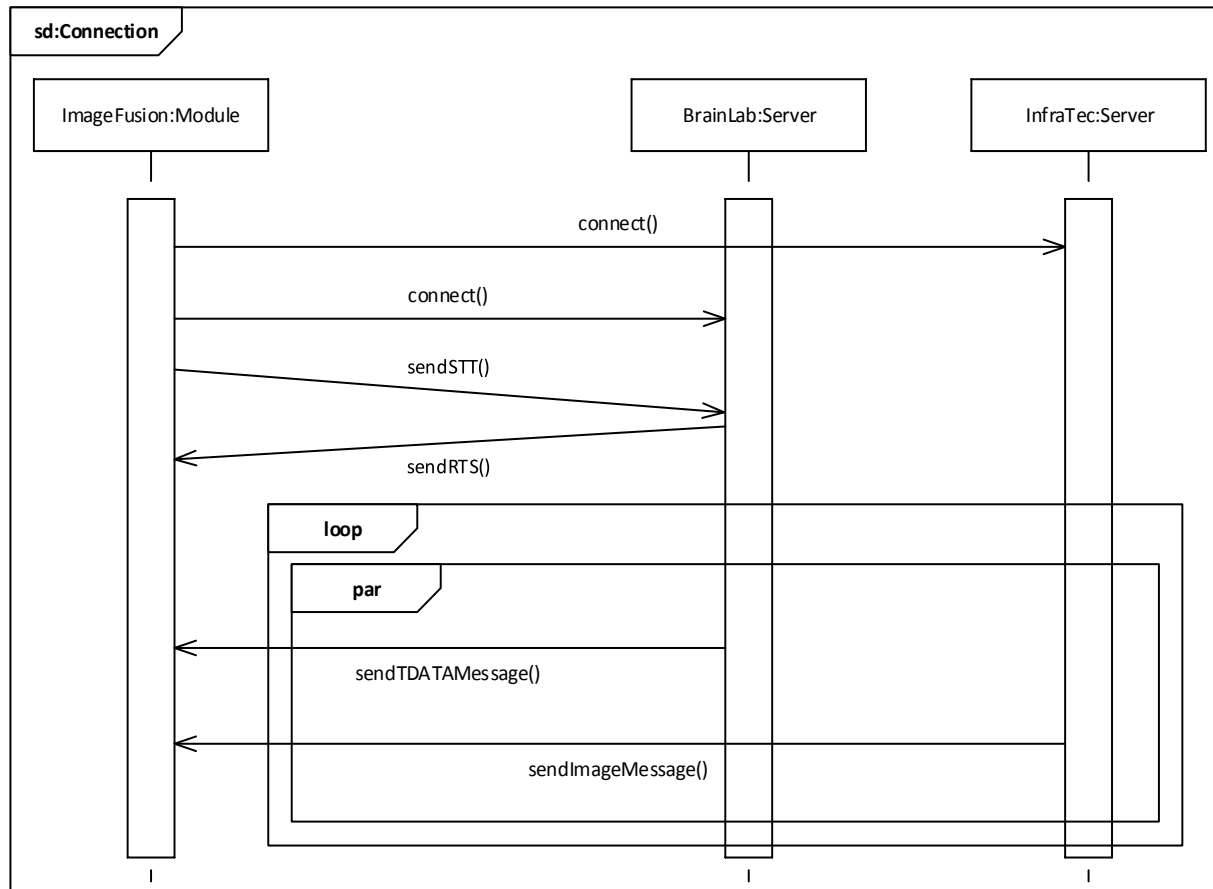 sd:Connection
ImageFusion:Module
BrainLab:Server
InfraTec:Server
connect()
connect()
sendSTT()
sendRTS()
loop
par
sendTDATAMessage()
sendImageMessage()